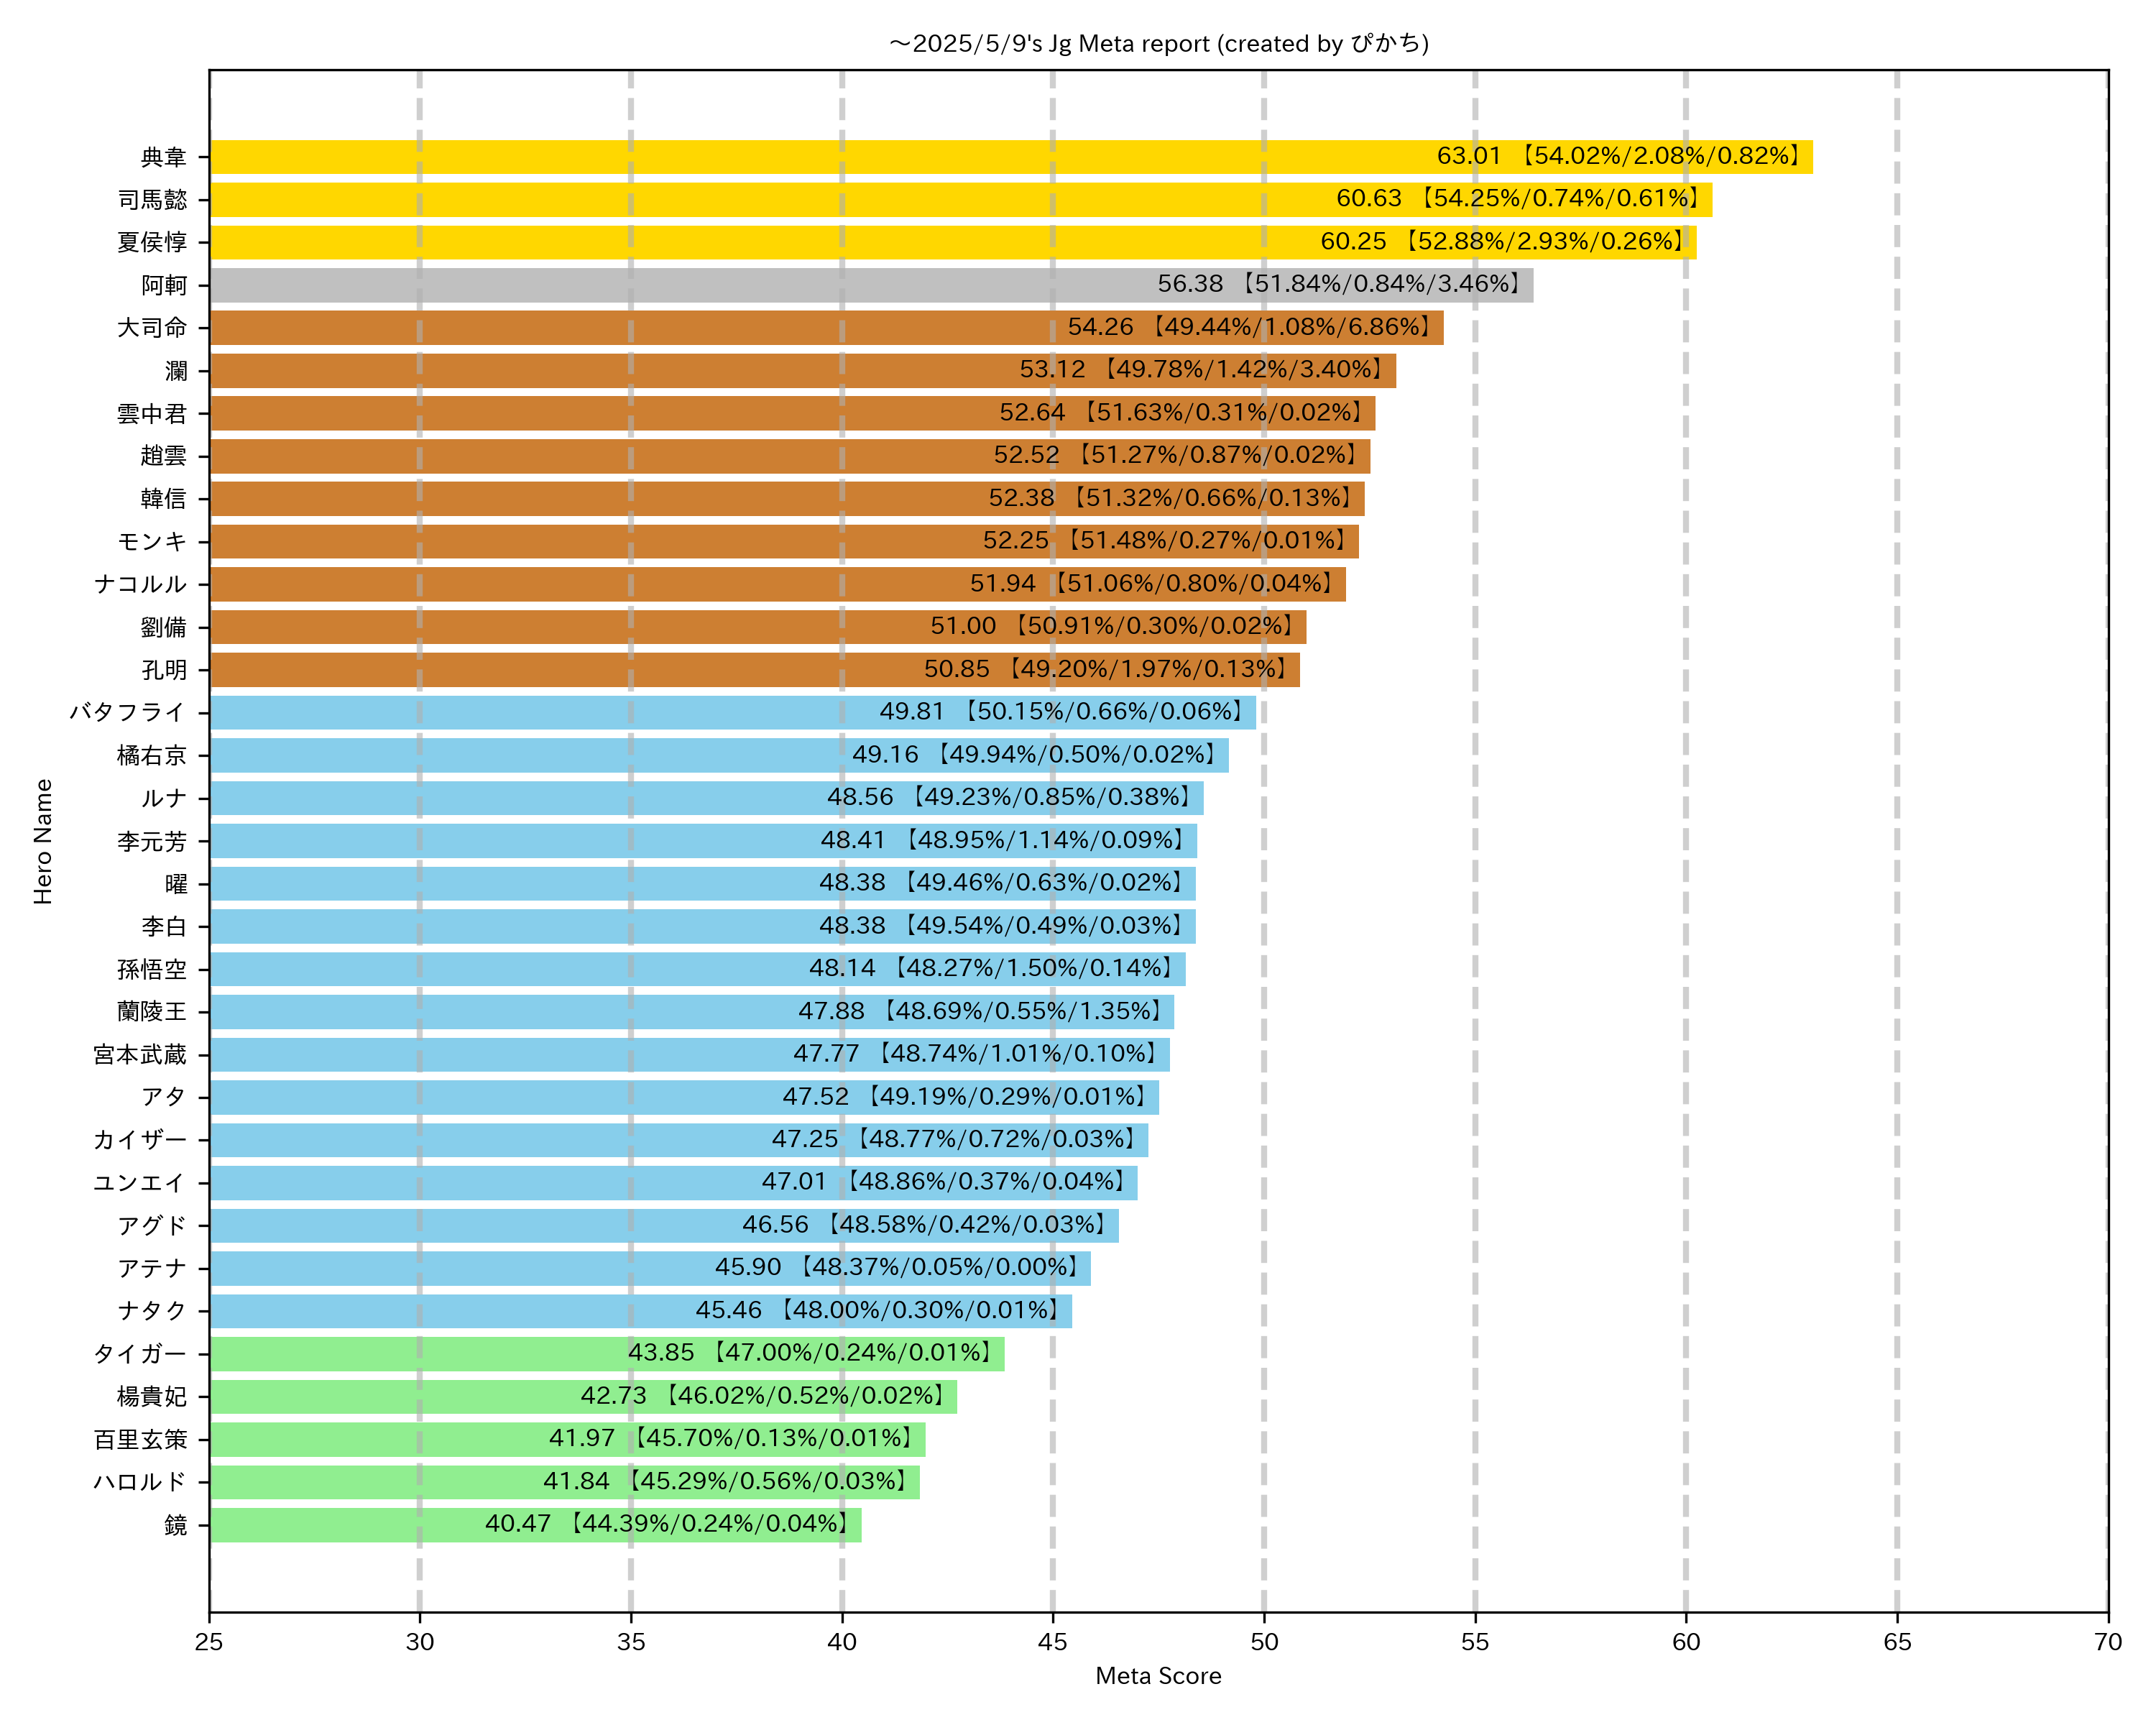 ～2025/5/9's Jg Meta report (created by ぴかち)
典韋 63.01 【54.02%/2.08%/0.82%】
司馬懿 60.63 【54.25%/0.74%/0.61%】
夏侯惇 60.25 【52.88%/2.93%/0.26%】
阿軻 56.38 【51.84%/0.84%/3.46%】
大司命 54.26 【49.44%/1.08%/6.86%】
瀾 53.12 【49.78%/1.42%/3.40%】
雲中君 52.64 【51.63%/0.31%/0.02%】
趙雲 52.52 【51.27%/0.87%/0.02%】
韓信 52.38 【51.32%/0.66%/0.13%】
モンキ 52.25 【51.48%/0.27%/0.01%】
ナコルル 51.94 【51.06%/0.80%/0.04%】
劉備 51.00 【50.91%/0.30%/0.02%】
孔明 50.85 【49.20%/1.97%/0.13%】
バタフライ 49.81 【50.15%/0.66%/0.06%】
橘右京 49.16 【49.94%/0.50%/0.02%】
ルナ 48.56 【49.23%/0.85%/0.38%】
李元芳 48.41 【48.95%/1.14%/0.09%】
曜 48.38 【49.46%/0.63%/0.02%】
李白 48.38 【49.54%/0.49%/0.03%】
孫悟空 48.14 【48.27%/1.50%/0.14%】
蘭陵王 47.88 【48.69%/0.55%/1.35%】
宮本武蔵 47.77 【48.74%/1.01%/0.10%】
アタ 47.52 【49.19%/0.29%/0.01%】
カイザー 47.25 【48.77%/0.72%/0.03%】
ユンエイ 47.01 【48.86%/0.37%/0.04%】
アグド 46.56 【48.58%/0.42%/0.03%】
アテナ 45.90 【48.37%/0.05%/0.00%】
ナタク 45.46 【48.00%/0.30%/0.01%】
タイガー 43.85 【47.00%/0.24%/0.01%】
楊貴妃 42.73 【46.02%/0.52%/0.02%】
百里玄策 41.97 【45.70%/0.13%/0.01%】
ハロルド 41.84 【45.29%/0.56%/0.03%】
鏡 40.47 【44.39%/0.24%/0.04%】
Hero Name
25 30 35 40 45 50 55 60 65 70
Meta Score